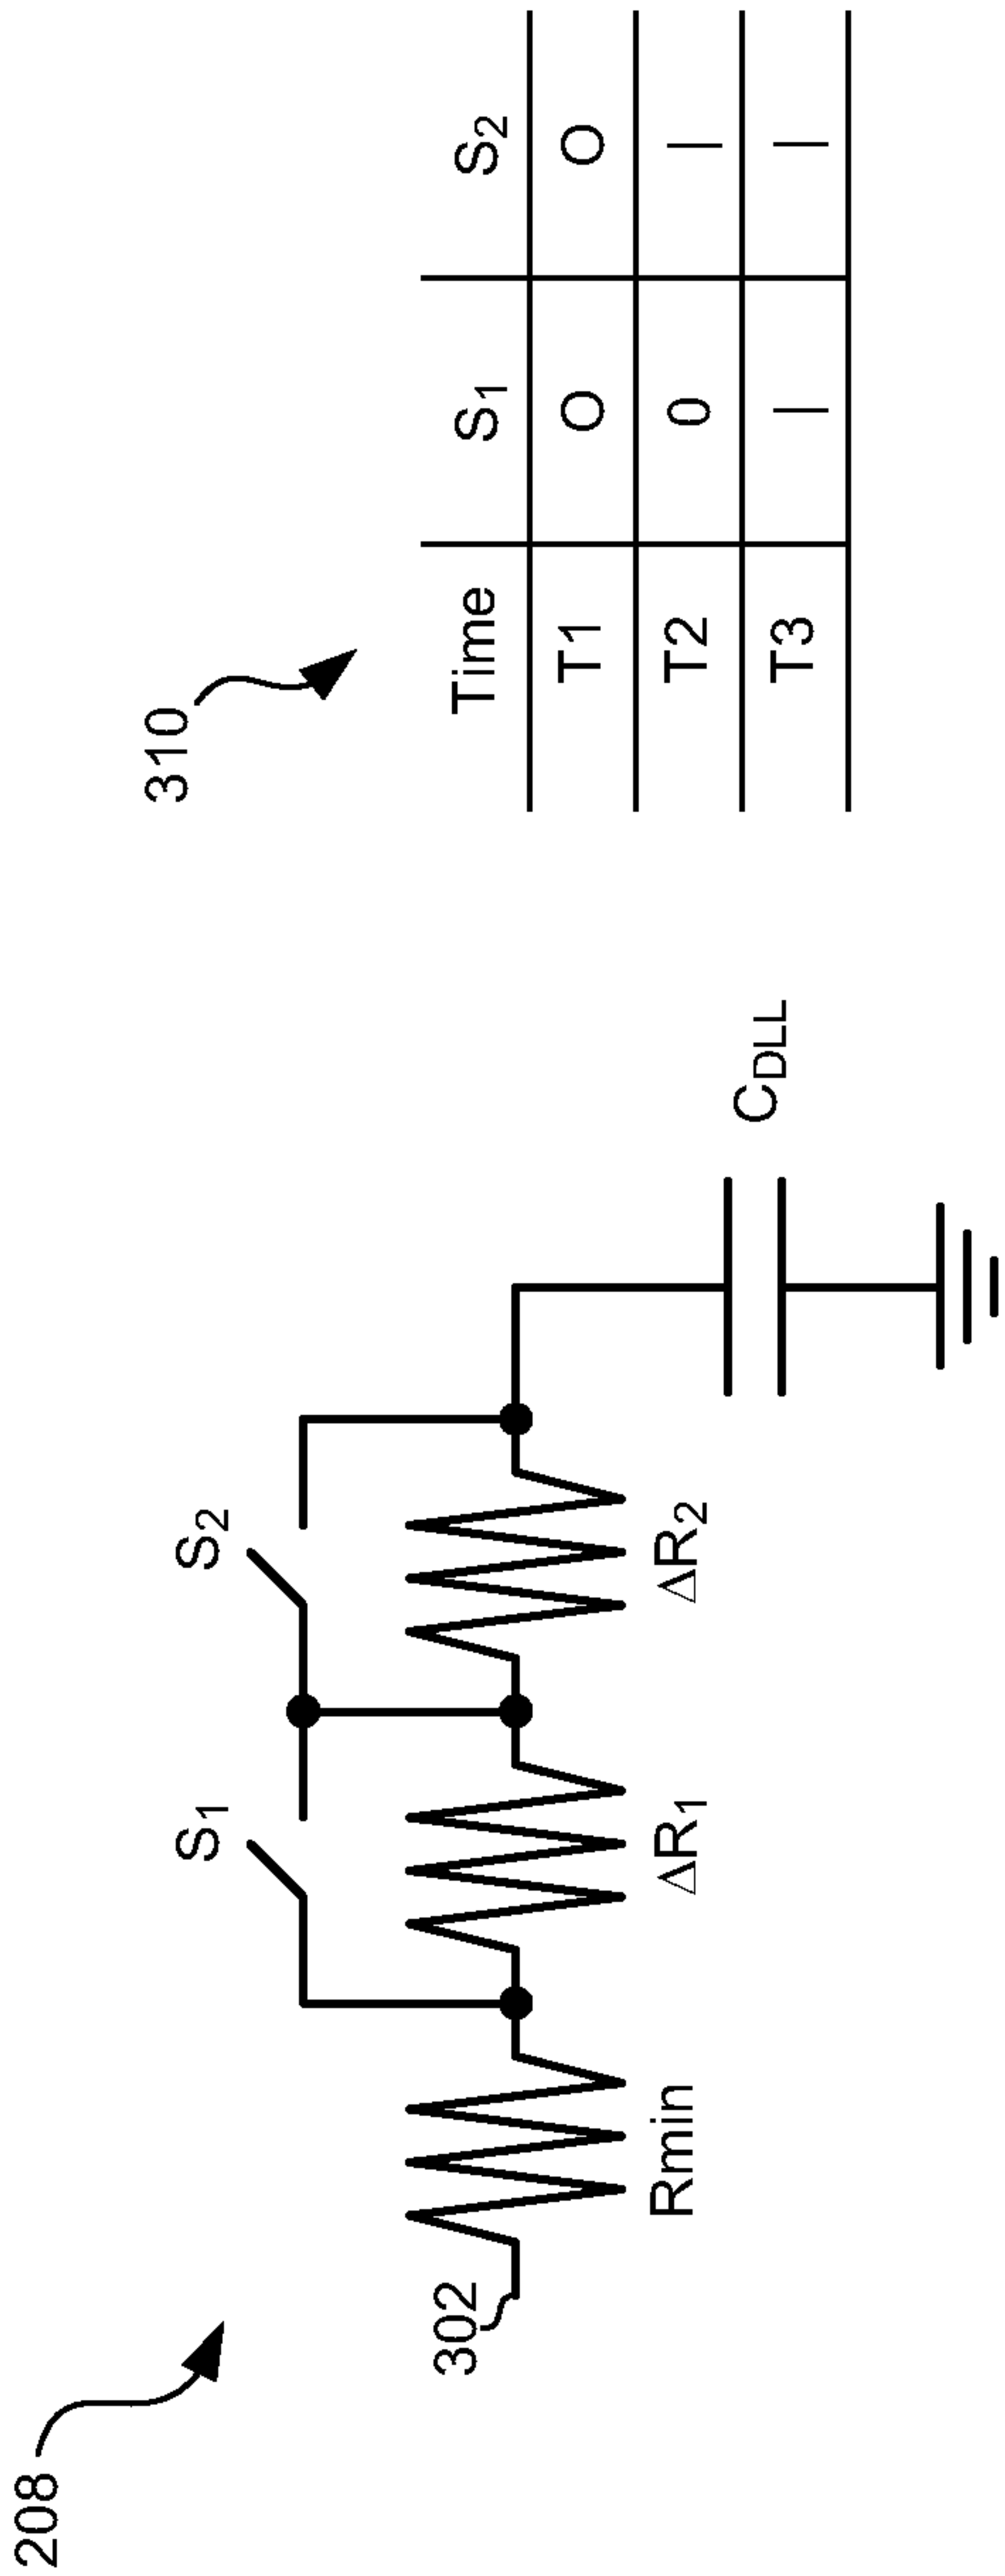 208
302
Rmin
S1
ΔR1
S2
ΔR2
CDLL
310
Time S1 S2
T1 O O
T2 0 |
T3 | |